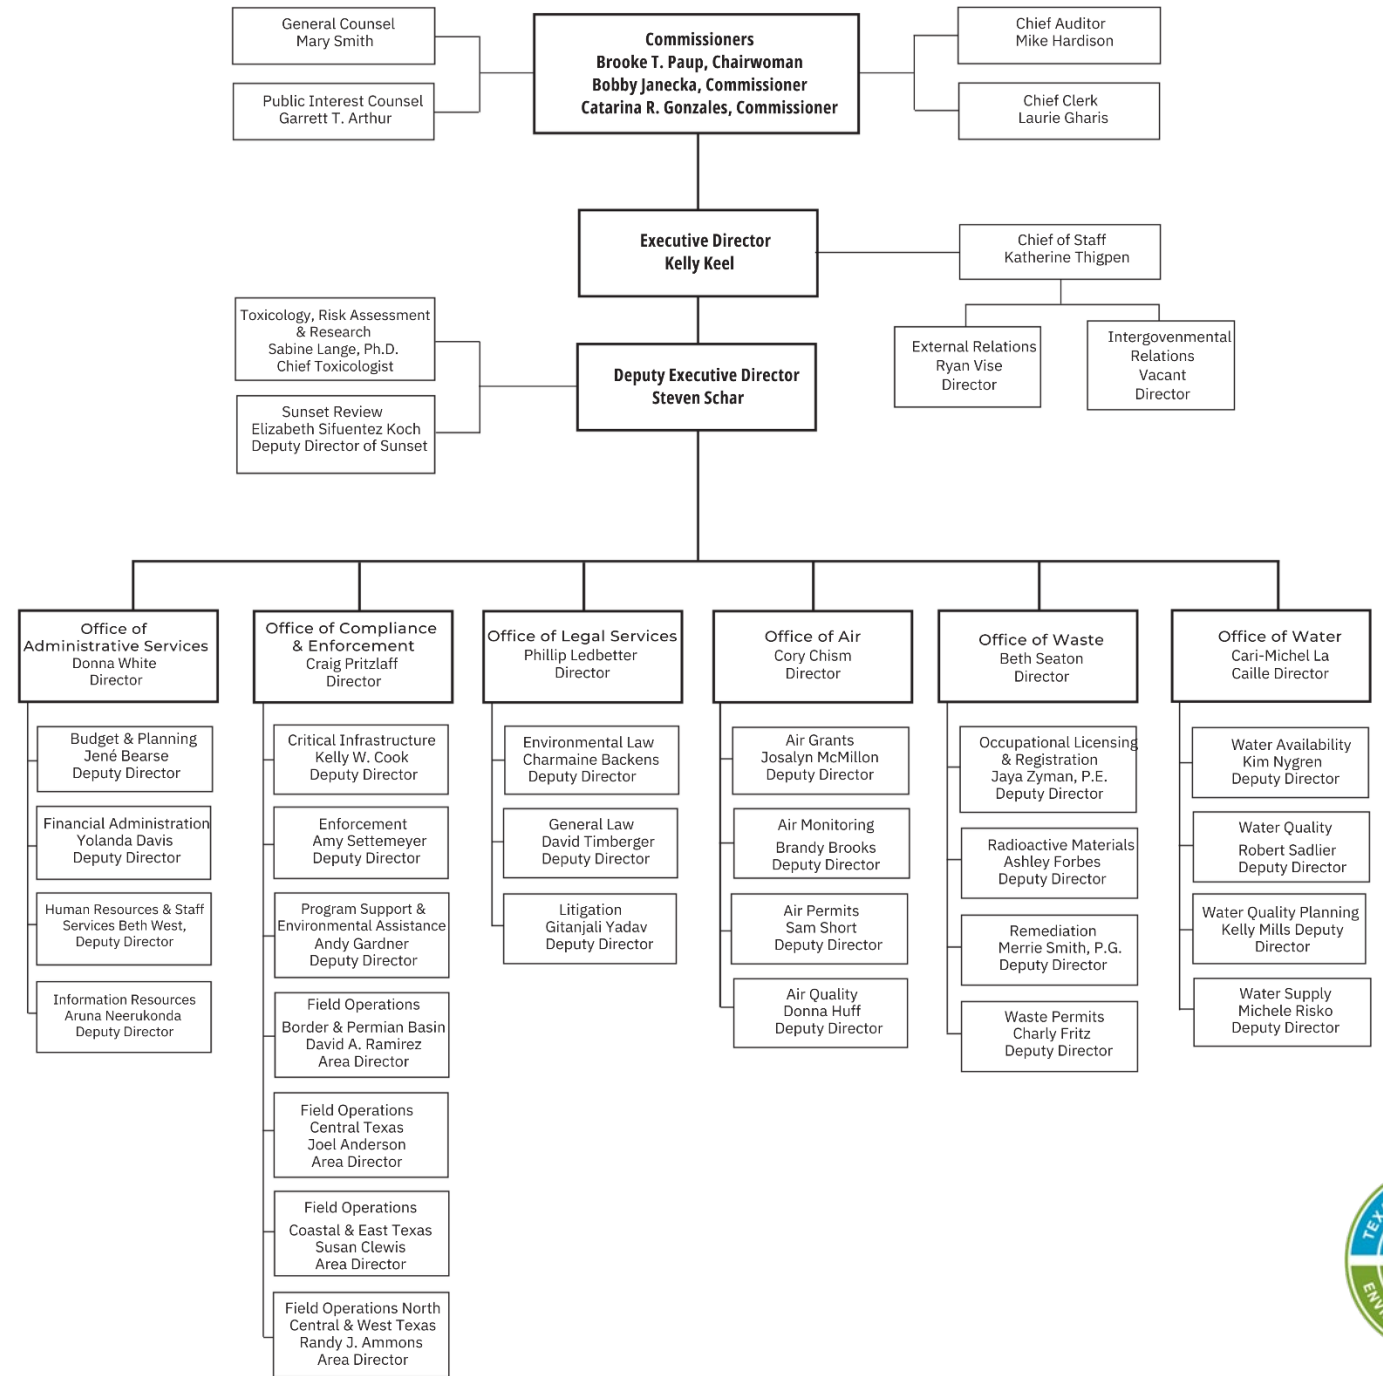 General Counsel
Mary Smith
Public Interest Counsel
Garrett T. Arthur
Commissioners
Brooke T. Paup, Chairwoman
Bobby Janecka, Commissioner
Catarina R. Gonzales, Commissioner
Chief Auditor
Mike Hardison
Chief Clerk
Laurie Gharis
Executive Director
Kelly Keel
Chief of Staff
Katherine Thigpen
External Relations
Ryan Vise
Director
Intergovenmental
Relations
Vacant
Director
Toxicology, Risk Assessment
& Research
Sabine Lange, Ph.D.
Chief Toxicologist
Sunset Review
Elizabeth Sifuentez Koch
Deputy Director of Sunset
Deputy Executive Director
Steven Schar
Office of
Administrative Services
Donna White
Director
Budget & Planning
Jené Bearse
Deputy Director
Financial Administration
Yolanda Davis
Deputy Director
Human Resources & Staff
Services Beth West,
Deputy Director
Information Resources
Aruna Neerukonda
Deputy Director
Office of Compliance
& Enforcement
Craig Pritzlaff
Director
Critical Infrastructure
Kelly W. Cook
Deputy Director
Enforcement
Amy Settemeyer
Deputy Director
Program Support &
Environmental Assistance
Andy Gardner
Deputy Director
Field Operations
Border & Permian Basin
David A. Ramirez
Area Director
Field Operations
Central Texas
Joel Anderson
Area Director
Field Operations
Coastal & East Texas
Susan Clewis
Area Director
Field Operations North
Central & West Texas
Randy J. Ammons
Area Director
Office of Legal Services
Phillip Ledbetter
Director
Environmental Law
Charmaine Backens
Deputy Director
General Law
David Timberger
Deputy Director
Litigation
Gitanjali Yadav
Deputy Director
Office of Air
Cory Chism
Director
Air Grants
Josalyn McMillon
Deputy Director
Air Monitoring
Brandy Brooks
Deputy Director
Air Permits
Sam Short
Deputy Director
Air Quality
Donna Huff
Deputy Director
Office of Waste
Beth Seaton
Director
Occupational Licensing
& Registration
Jaya Zyman, P.E.
Deputy Director
Radioactive Materials
Ashley Forbes
Deputy Director
Remediation
Merrie Smith, P.G.
Deputy Director
Waste Permits
Charly Fritz
Deputy Director
Office of Water
Cari-Michel La
Caille Director
Water Availability
Kim Nygren
Deputy Director
Water Quality
Robert Sadlier
Deputy Director
Water Quality Planning
Kelly Mills Deputy
Director
Water Supply
Michele Risko
Deputy Director